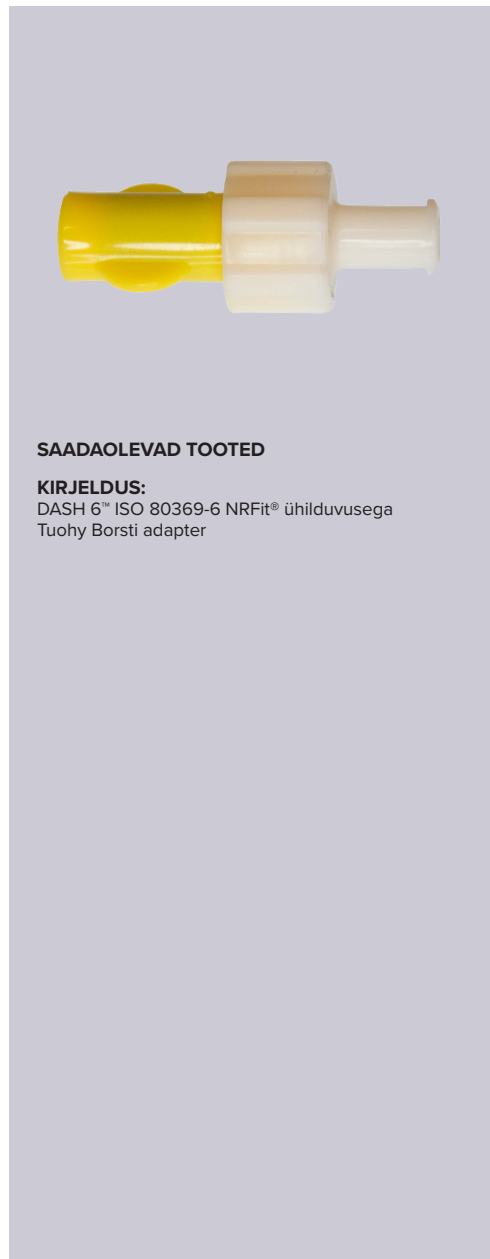 SAADAOLEVAD TOOTED
KIRJELDUS:
DASH 6™ ISO 80369-6 NRFit® ühilduvusega
Tuohy Borsti adapter